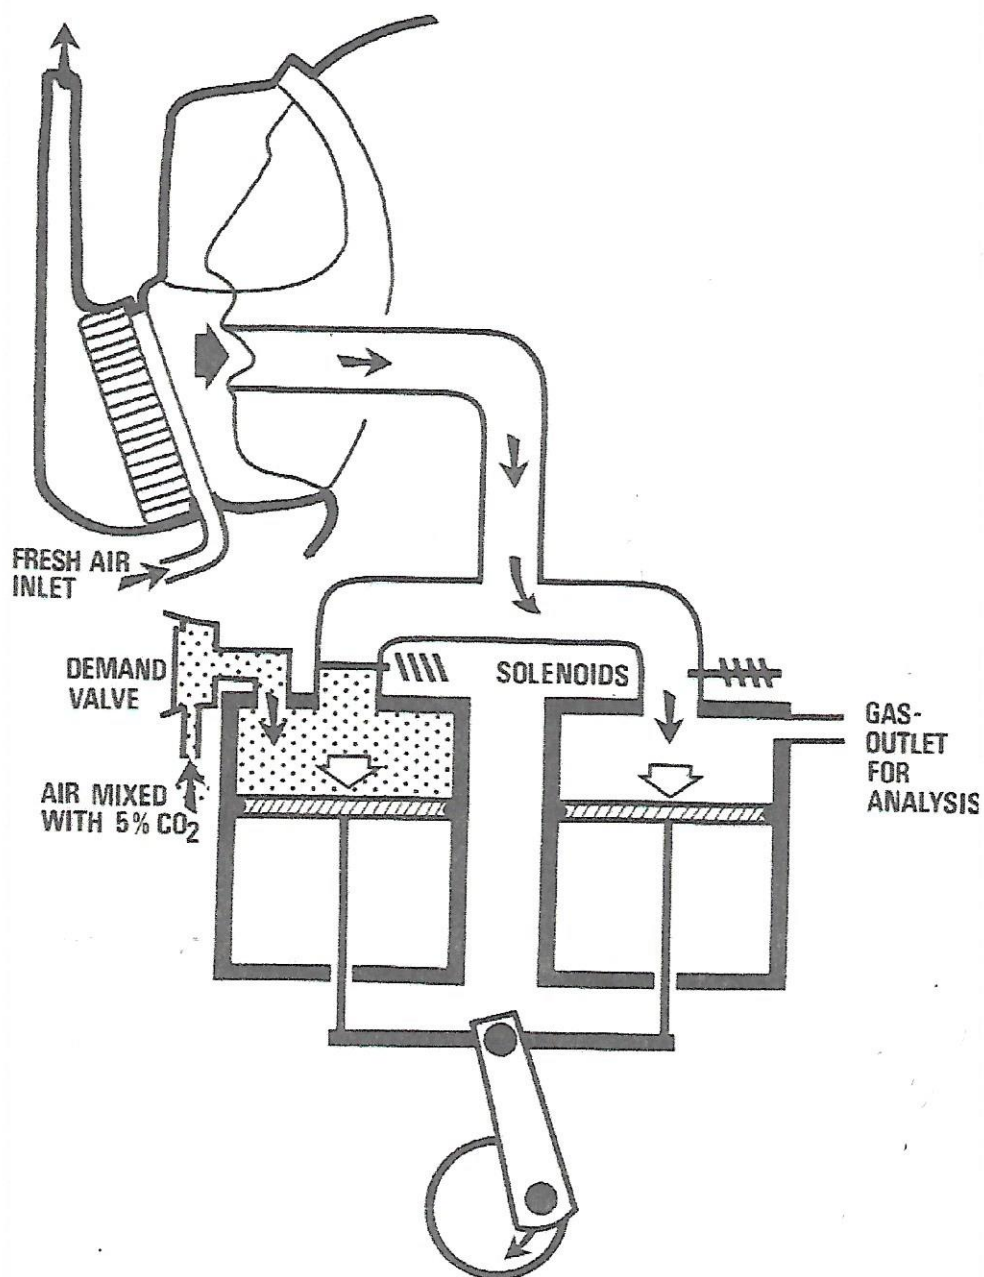 FRESH AIR
INLET
DEMAND
VALVE
SOLENOIDS
GAS-
OUTLET
FOR
ANALYSIS
AIR MIXED
WITH 5% CO2